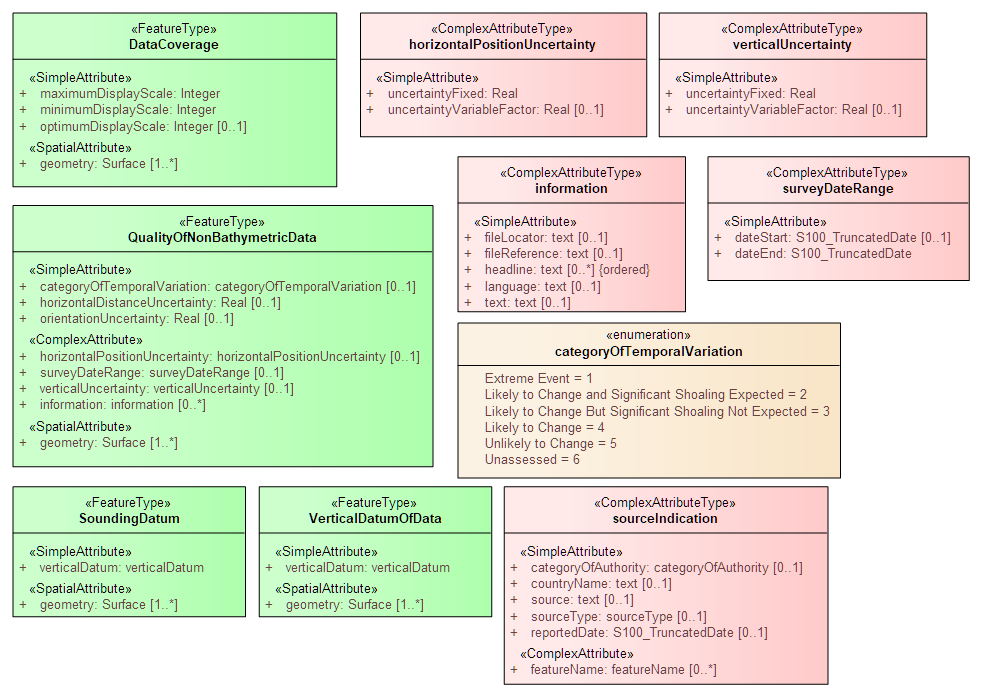 «FeatureType»
DataCoverage
«SimpleAttribute»
+ maximumDisplayScale: Integer
+ minimumDisplayScale: Integer
+ optimumDisplayScale: Integer [0..1]
«SpatialAttribute»
+ geometry: Surface [1..*]
«ComplexAttributeType»
horizontalPositionUncertainty
«SimpleAttribute»
+ uncertaintyFixed: Real
+ uncertaintyVariableFactor: Real [0..1]
«ComplexAttributeType»
verticalUncertainty
«SimpleAttribute»
+ uncertaintyFixed: Real
+ uncertaintyVariableFactor: Real [0..1]
«ComplexAttributeType»
information
«SimpleAttribute»
+ fileLocator: text [0..1]
+ fileReference: text [0..1]
+ headline: text [0..*] {ordered}
+ language: text [0..1]
+ text: text [0..1]
«ComplexAttributeType»
surveyDateRange
«SimpleAttribute»
+ dateStart: S100_TruncatedDate [0..1]
+ dateEnd: S100_TruncatedDate
«FeatureType»
QualityOfNonBathymetricData
«SimpleAttribute»
+ categoryOfTemporalVariation: categoryOfTemporalVariation [0..1]
+ horizontalDistanceUncertainty: Real [0..1]
+ orientationUncertainty: Real [0..1]
«ComplexAttribute»
+ horizontalPositionUncertainty: horizontalPositionUncertainty [0..1]
+ surveyDateRange: surveyDateRange [0..1]
+ verticalUncertainty: verticalUncertainty [0..1]
+ information: information [0..*]
«SpatialAttribute»
+ geometry: Surface [1..*]
«enumeration»
categoryOfTemporalVariation
Extreme Event = 1
Likely to Change and Significant Shoaling Expected = 2
Likely to Change But Significant Shoaling Not Expected = 3
Likely to Change = 4
Unlikely to Change = 5
Unassessed = 6
«FeatureType»
SoundingDatum
«SimpleAttribute»
+ verticalDatum: verticalDatum
«SpatialAttribute»
+ geometry: Surface [1..*]
«FeatureType»
VerticalDatumOfData
«SimpleAttribute»
+ verticalDatum: verticalDatum
«SpatialAttribute»
+ geometry: Surface [1..*]
«ComplexAttributeType»
sourceIndication
«SimpleAttribute»
+ categoryOfAuthority: categoryOfAuthority [0..1]
+ countryName: text [0..1]
+ source: text [0..1]
+ sourceType: sourceType [0..1]
+ reportedDate: S100_TruncatedDate [0..1]
«ComplexAttribute»
+ featureName: featureName [0..*]